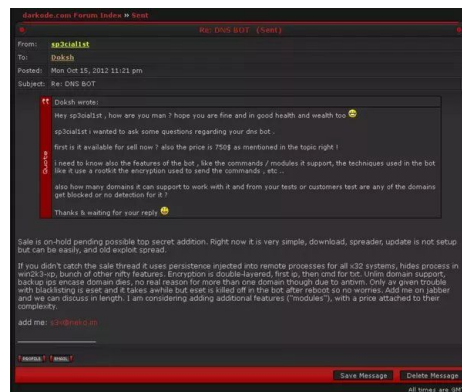 darkode.com Forum Index » Sent
Re: DNS BOT (Sent)
From: sp3cial1st
To: Doksh
Posted: Mon Oct 15, 2012 11:21 pm
Subject: Re: DNS BOT
Quote
Doksh wrote:
Hey sp3cial1st , how are you man ? hope you are fine and in good health and wealth too
sp3cial1st i wanted to ask some questions regarding your dns bot .
first is it available for sell now ? also the price is 750$ as mentioned in the topic right !
i need to know also the features of the bot , like the commands / modules it support, the techniques used in the bot
like it use a rootkit the encryption used to send the commands , etc ..
also how many domains it can support to work with it and from your tests or customers test are any of the domains
get blocked or no detection for it !
Thanks & waiting for your reply
Sale is on-hold pending possible top secret addition. Right now it is very simple, download, spreader, update is not setup
but can be easily, and old exploit spread.
If you didn't catch the sale thread it uses persistence injected into remote processes for all x32 systems, hides process in
win2k3-xp, bunch of other nifty features. Encryption is double-layered, first ip, then cmd for txt. Unlim domain support,
backup ips encase domain dies, no real reason for more than one domain though due to antivm. Only av given trouble
with blacklisting is eset and it takes awhile but eset is killed off in the bot after reboot so no worries. Add me on jabber
and we can discuss in length. I am considering adding additional features ("modules"), with a price attached to their
complexity.
add me:
PROFILE EMAIL
Save Message Delete Message
All times are GMT